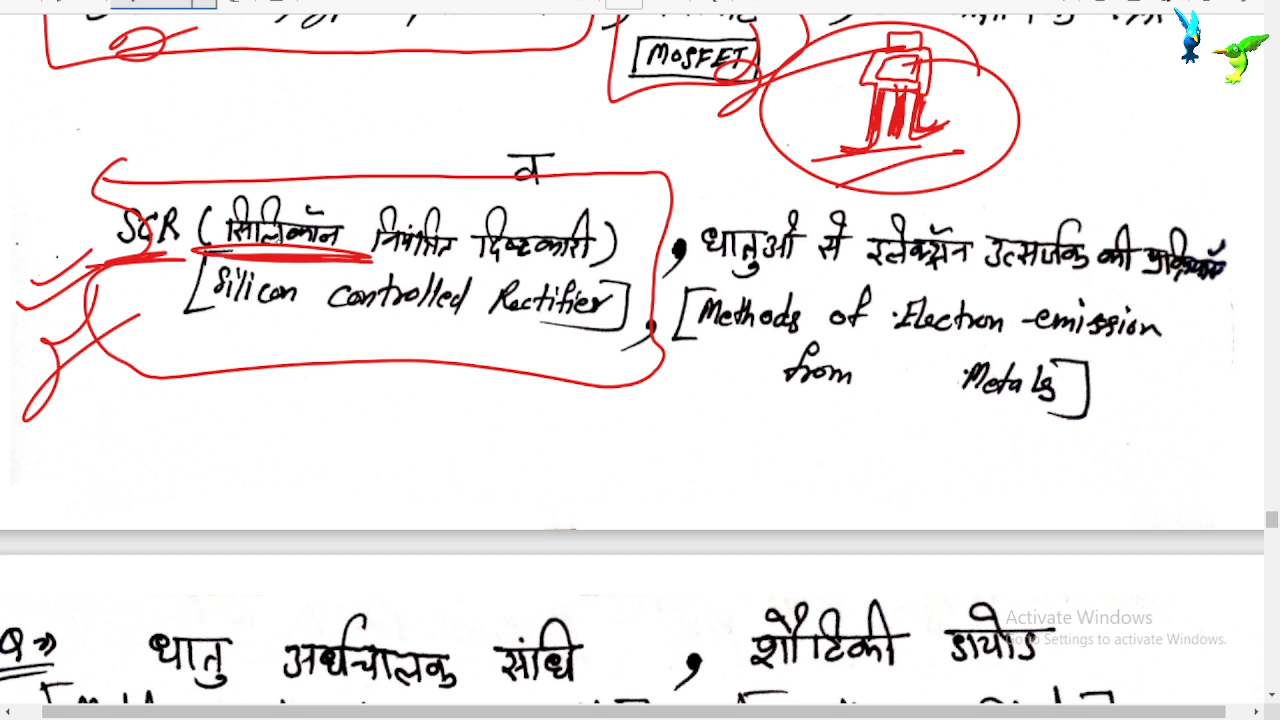 [MOSFET]
व
SCR (सिलिकॉन नियंत्रित दिष्टकारी) , धातुओं से इलेक्ट्रॉन उत्सर्जक की
[Silicon Controlled Rectifier] , [Methods of Electron-emission
from Metals]
Activate Windows
Go to Settings to activate Windows.
Q⇒ धातु अर्धचालक संधि , शौटिकी डायोड